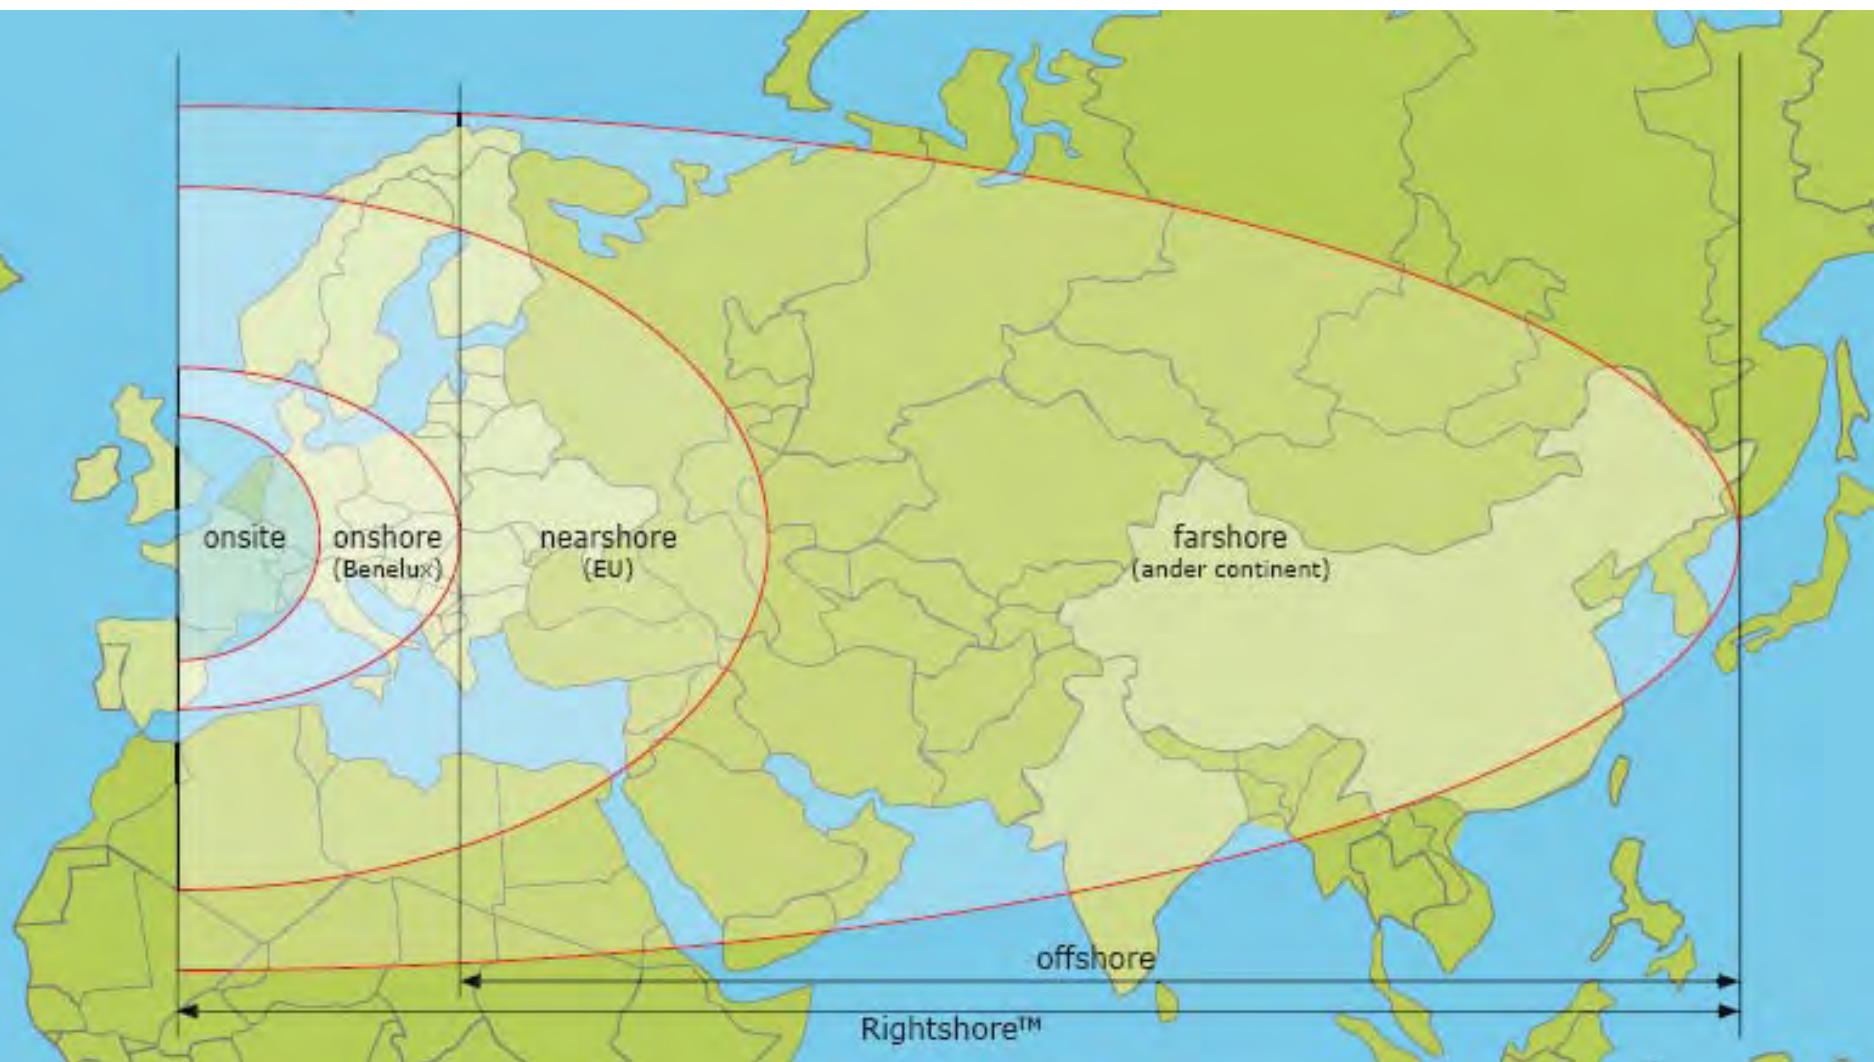 onsite
onshore
(Benelux)
nearshore
(EU)
farshore
(ander continent)
offshore
Rightshore™